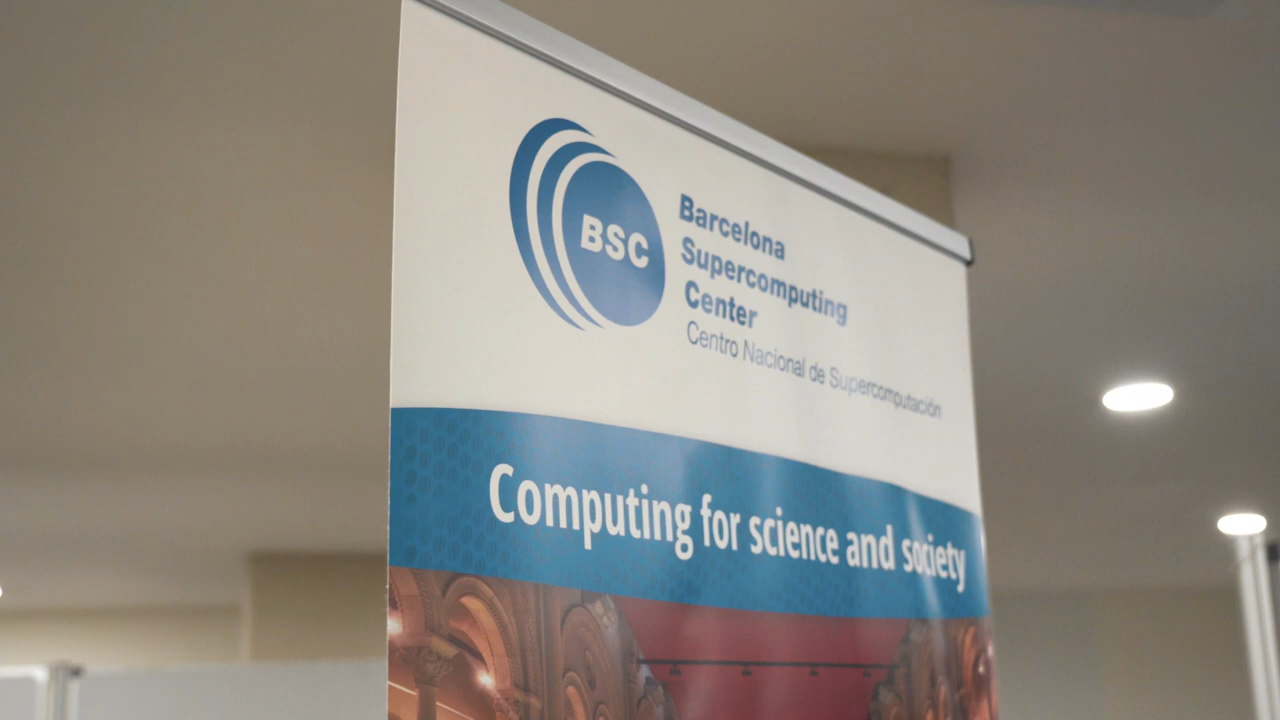 BSC
Barcelona
Supercomputing
Center
Centro Nacional de Supercomputación
Computing for science and society